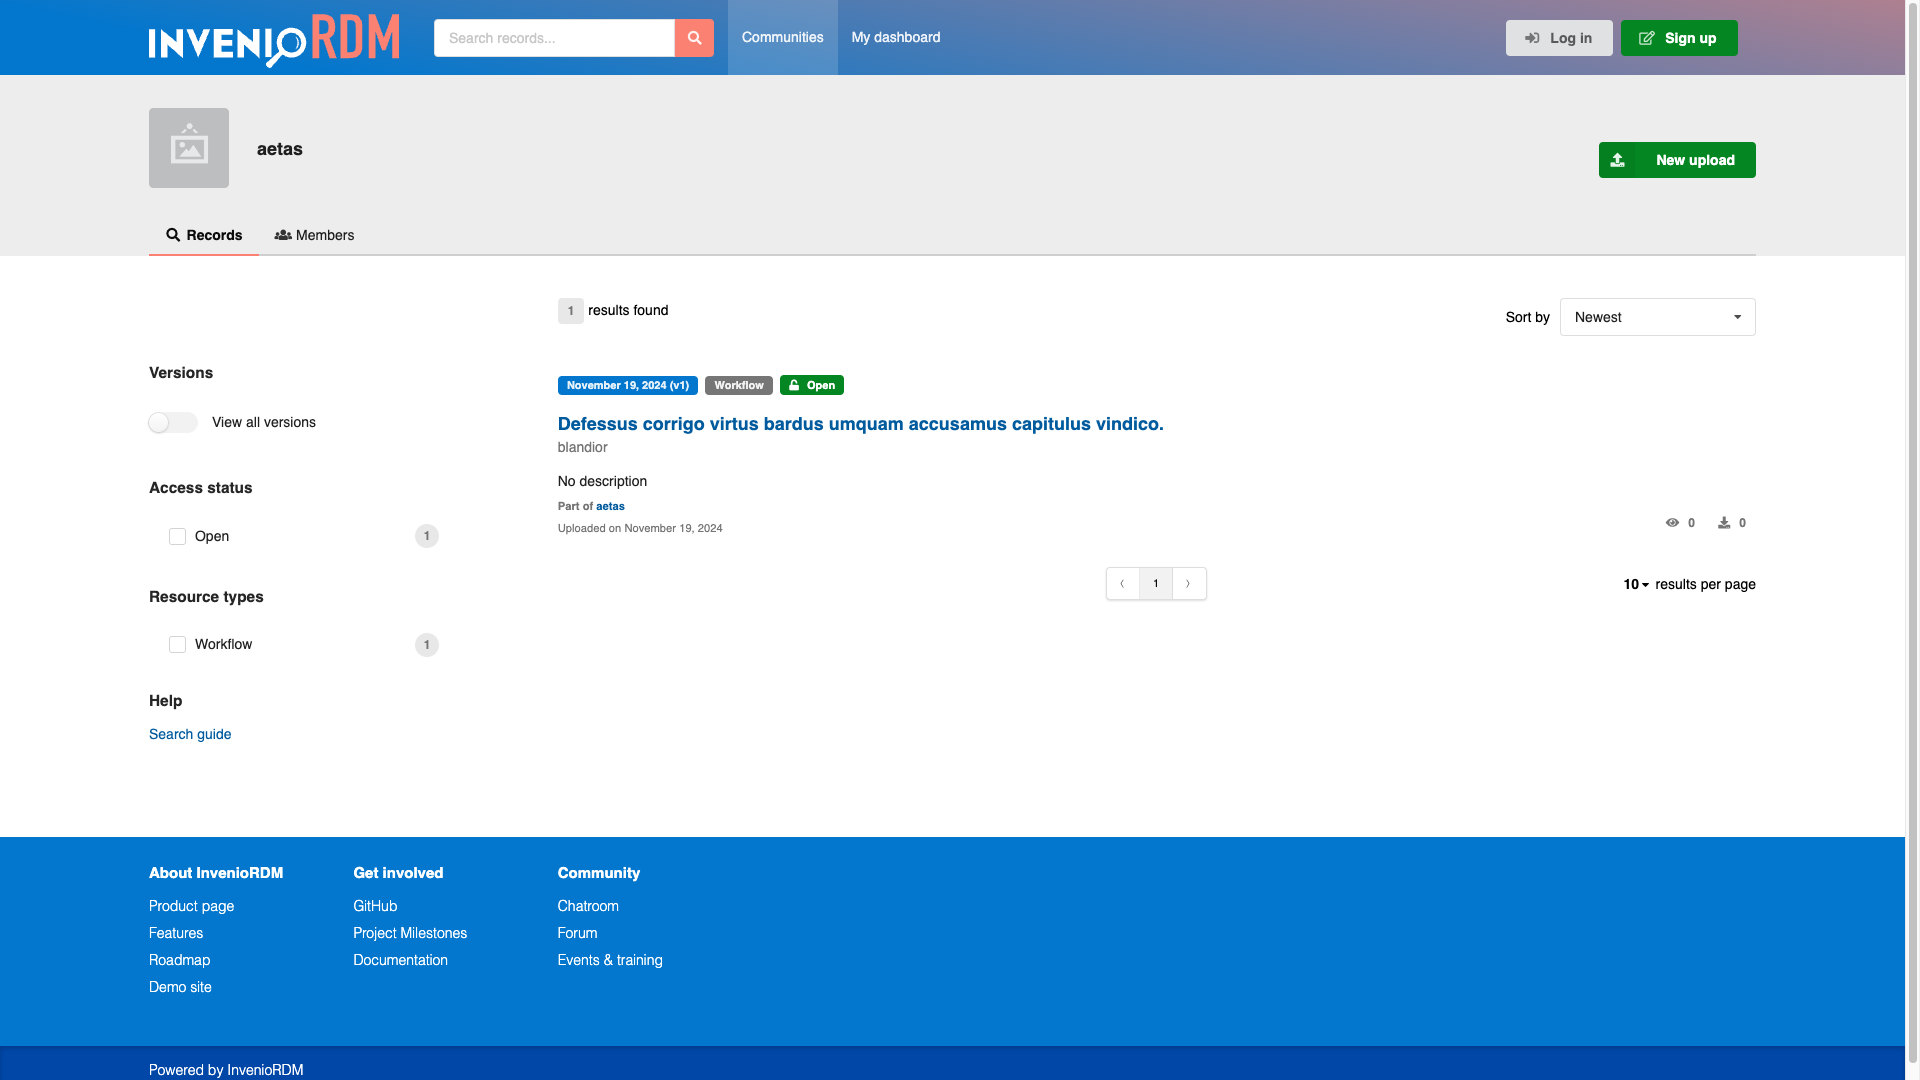 INVENIORDM
Search records...
Communities
My dashboard
Log in
Sign up
aetas
New upload
Records
Members
1 results found
Sort by
Newest
Versions
View all versions
Access status
Open
1
Resource types
Workflow
1
Help
Search guide
November 19, 2024 (v1)
Workflow
Open
Defessus corrigo virtus bardus umquam accusamus capitulus vindico.
blandior
No description
Part of aetas
Uploaded on November 19, 2024
0
0
‹ 1 ›
10 results per page
About InvenioRDM
Product page
Features
Roadmap
Demo site
Get involved
GitHub
Project Milestones
Documentation
Community
Chatroom
Forum
Events & training
Powered by InvenioRDM